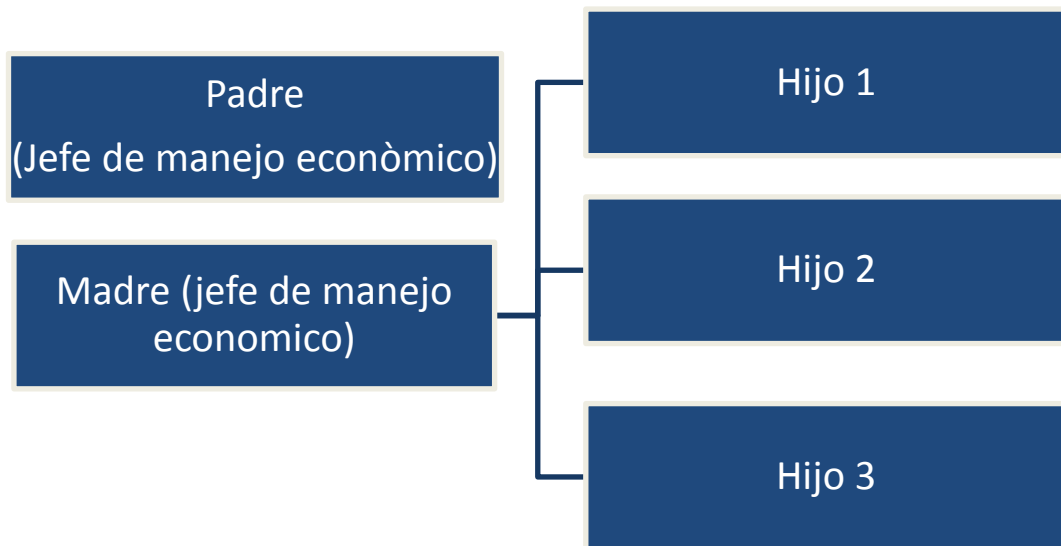 Padre
(Jefe de manejo econòmico)
Madre (jefe de manejo
economico)
Hijo 1
Hijo 2
Hijo 3